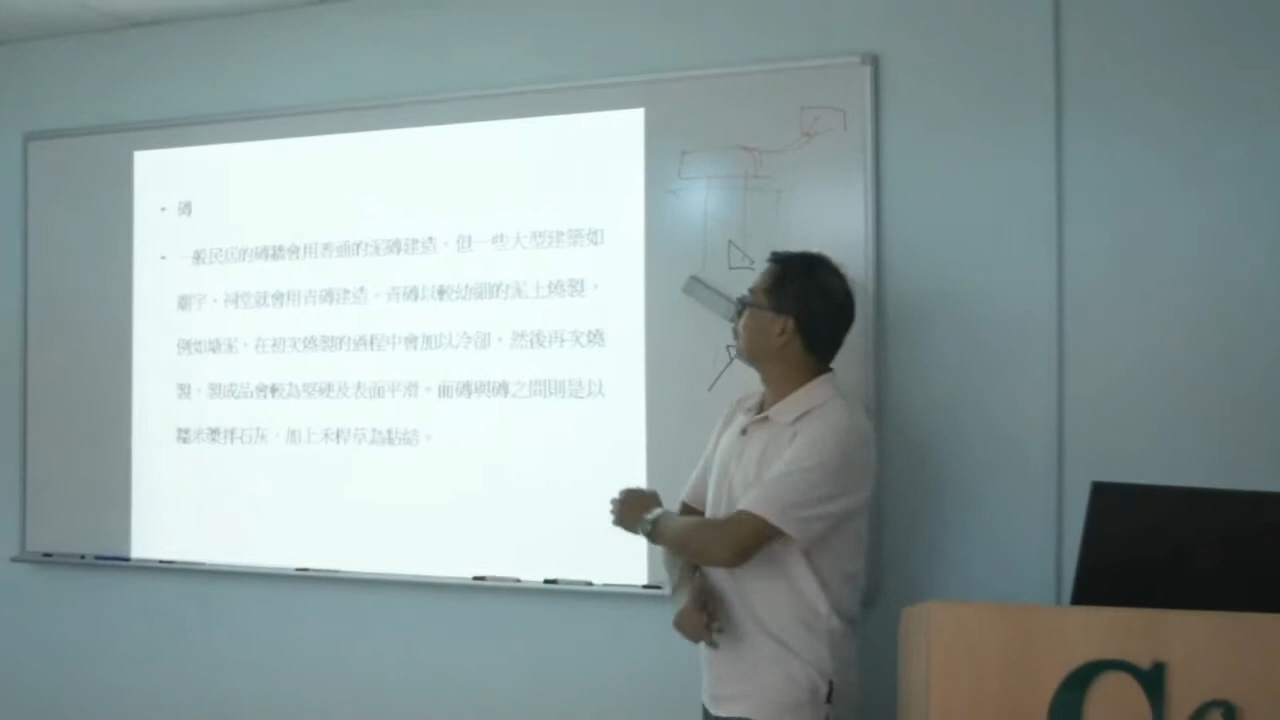 • 磚
• 一般民居的磚牆會用普通的泥磚建造，但一些大型建築如
廟宇、祠堂就會用青磚建造。青磚以較幼細的泥土燒製，
例如塘泥，在初次燒製的過程中會加以冷卻，然後再次燒
製，製成品會較為堅硬及表面平滑。而磚與磚之間則是以
糯米漿拌石灰，加上禾稈草為黏結。
Ce